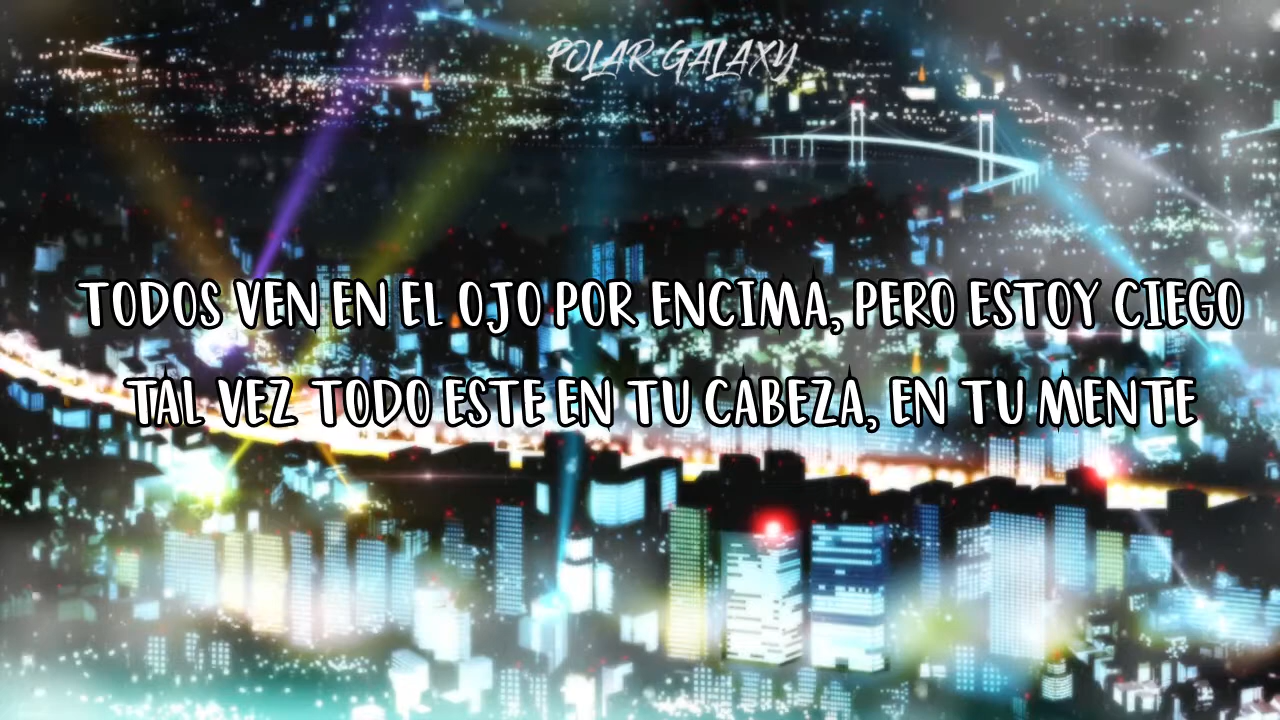 POLAR GALAXY
TODOS VEN EN EL OJO POR ENCIMA, PERO ESTOY CIEGO
TAL VEZ TODO ESTE EN TU CABEZA, EN TU MENTE